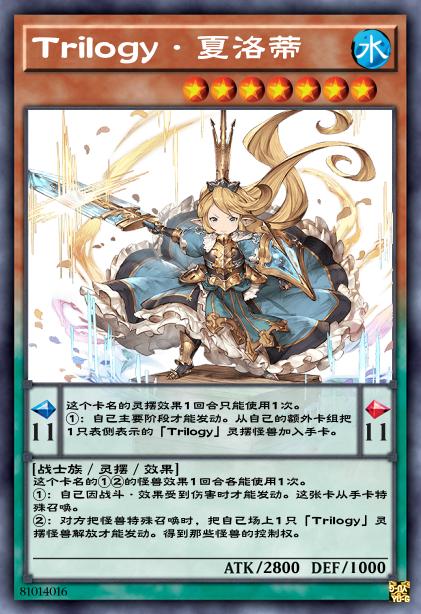 Trilogy・夏洛蒂
水
这个卡名的灵摆效果1回合只能使用1次。
①：自己主要阶段才能发动。从自己的额外卡组把
1只表侧表示的「Trilogy」灵摆怪兽加入手卡。
11
11
[战士族 / 灵摆 / 效果]
这个卡名的①②的怪兽效果1回合各能使用1次。
①：自己因战斗・效果受到伤害时才能发动。这张卡从手卡特
殊召唤。
②：对方把怪兽特殊召唤时，把自己场上1只「Trilogy」灵
摆怪兽解放才能发动。得到那些怪兽的控制权。
ATK/2800 DEF/1000
81014016